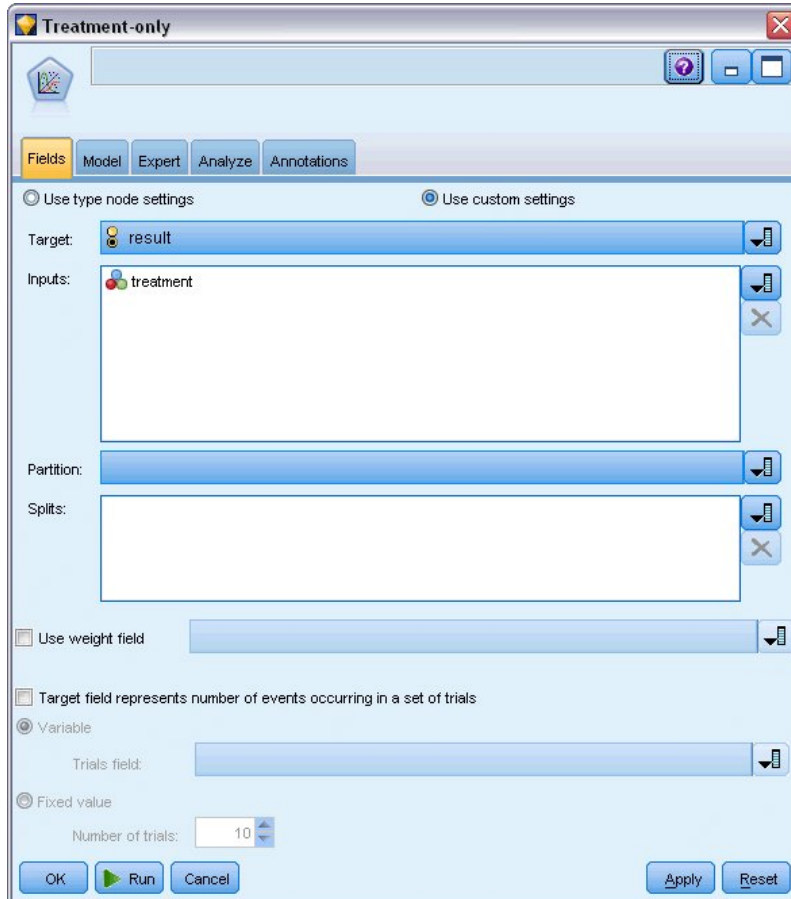 Treatment-only
Fields Model Expert Analyze Annotations
Use type node settings Use custom settings
Target: result
Inputs: treatment
Partition:
Splits:
Use weight field
Target field represents number of events occurring in a set of trials
Variable
Trials field:
Fixed value
Number of trials: 10
OK Run Cancel Apply Reset